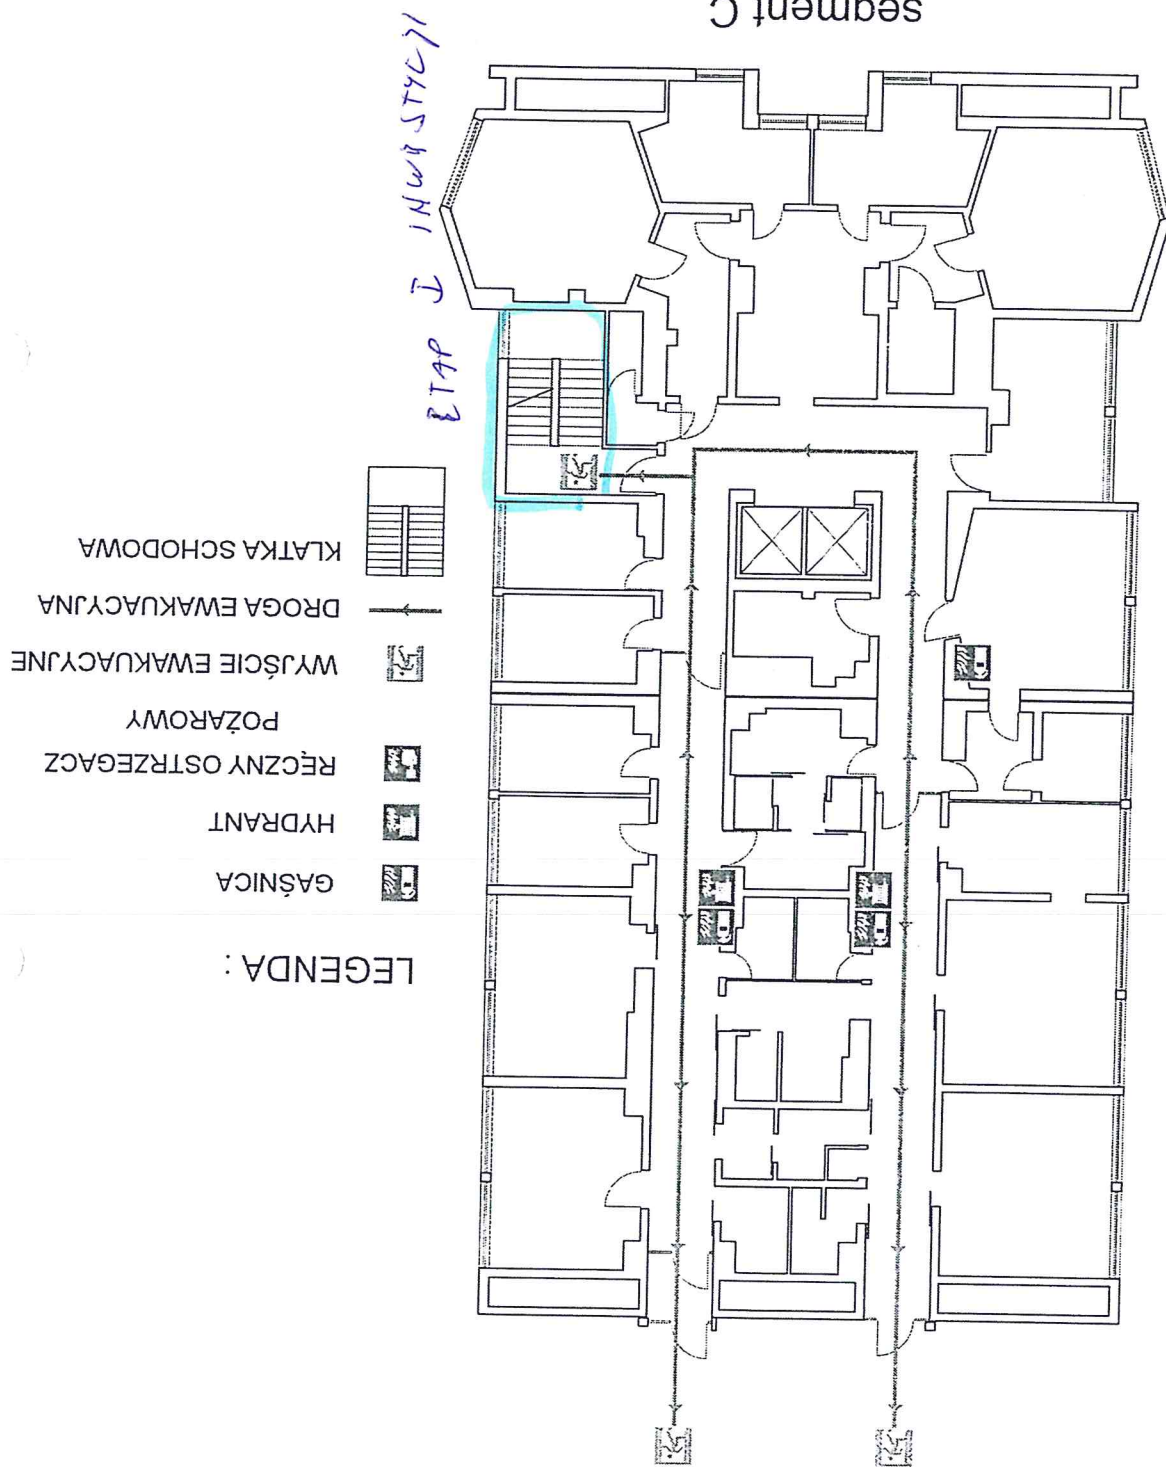 LEGENDA :
GAŚNICA
HYDRANT
RĘCZNY OSTRZEGACZ
POŻAROWY
WYJŚCIE EWAKUACYJNE
DROGA EWAKUACYJNA
KLATKA SCHODOWA
ETAP I INWESTYCJI
segment C